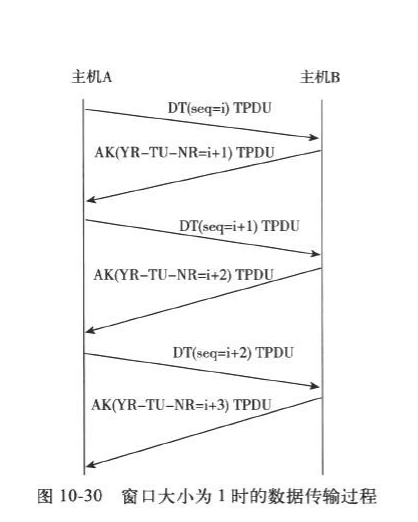 主机A 主机B
DT(seq=i) TPDU
AK(YR-TU-NR=i+1) TPDU
DT(seq=i+1) TPDU
AK(YR-TU-NR=i+2) TPDU
DT(seq=i+2) TPDU
AK(YR-TU-NR=i+3) TPDU
图 10-30 窗口大小为 1 时的数据传输过程